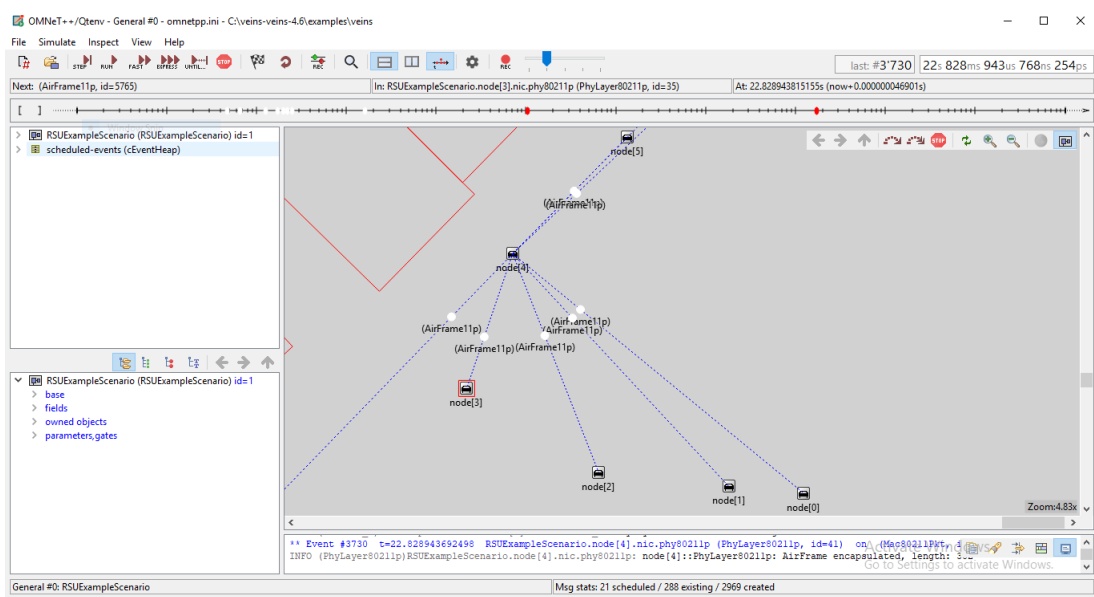 OMNeT++/Qtenv - General #0 - omnetpp.ini - C:\veins-veins-4.6\examples\veins
File Simulate Inspect View Help
STEP RUN FAST EXPRESS UNTIL... STOP REC REC
last: #3'730 22s 828ms 943us 768ns 254ps
Next: (AirFrame11p, id=5765) In: RSUExampleScenario.node[3].nic.phy80211p (PhyLayer80211p, id=35) At: 22.828943815155s (now+0.000000046901s)
[ ]
RSUExampleScenario (RSUExampleScenario) id=1
scheduled-events (cEventHeap)
STOP
node[5]
(AirFrame11p)
node[4]
(AirFrame11p)
(AirFrame11p)
(AirFrame11p)
(AirFrame11p) (AirFrame11p)
node[3]
node[2]
node[1]
node[0]
Zoom:4.83x
RSUExampleScenario (RSUExampleScenario) id=1
base
fields
owned objects
parameters,gates
** Event #3730 t=22.828943692498 RSUExampleScenario.node[4].nic.phy80211p (PhyLayer80211p, id=41) on (Mac80211Pkt,
INFO (PhyLayer80211p)RSUExampleScenario.node[4].nic.phy80211p: node[4]::PhyLayer80211p: AirFrame encapsulated, length:
Activate Windows
Go to Settings to activate Windows.
General #0: RSUExampleScenario Msg stats: 21 scheduled / 288 existing / 2969 created